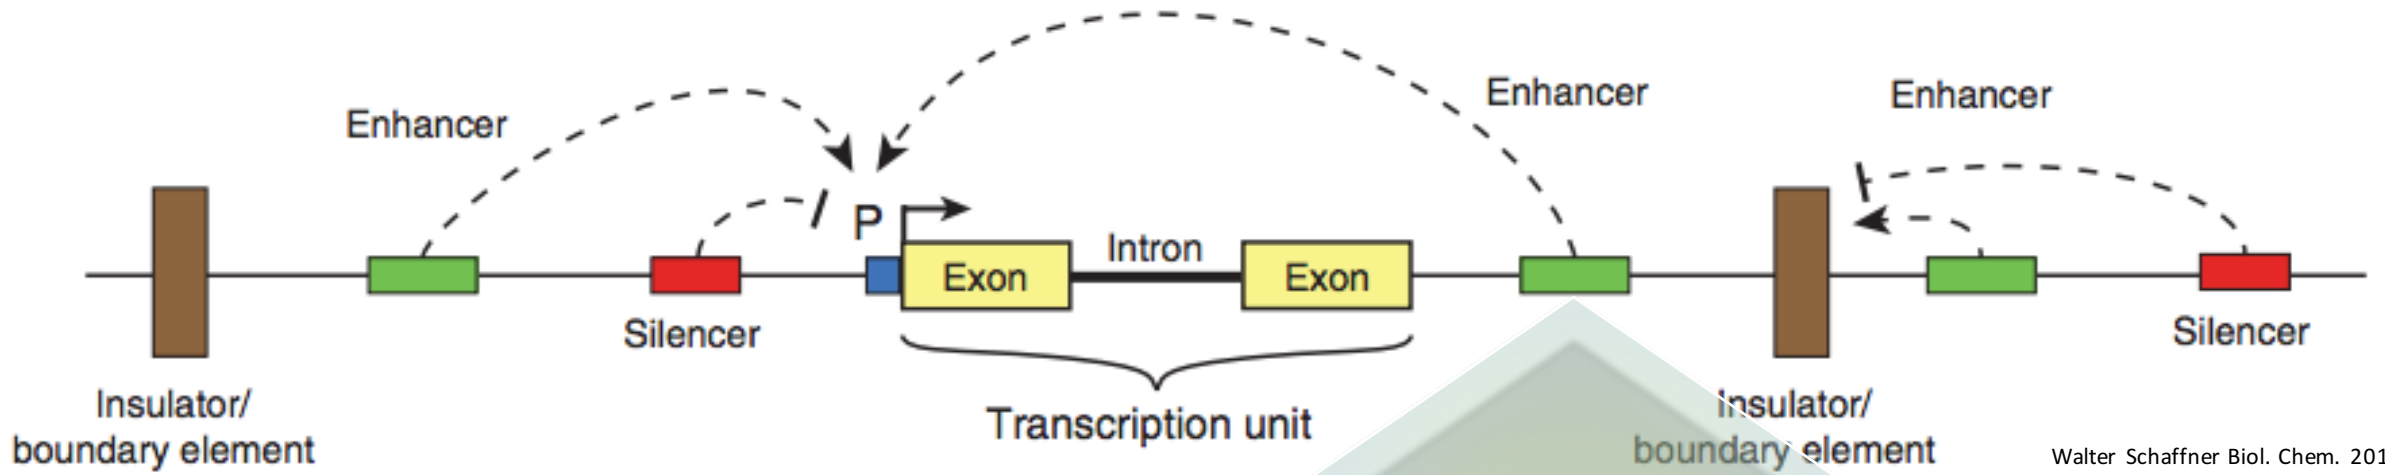 Enhancer
Enhancer
Enhancer
P
Intron
Exon
Exon
Silencer
Silencer
Insulator/
boundary element
Transcription unit
Insulator/
boundary element
Walter Schaffner Biol. Chem. 201